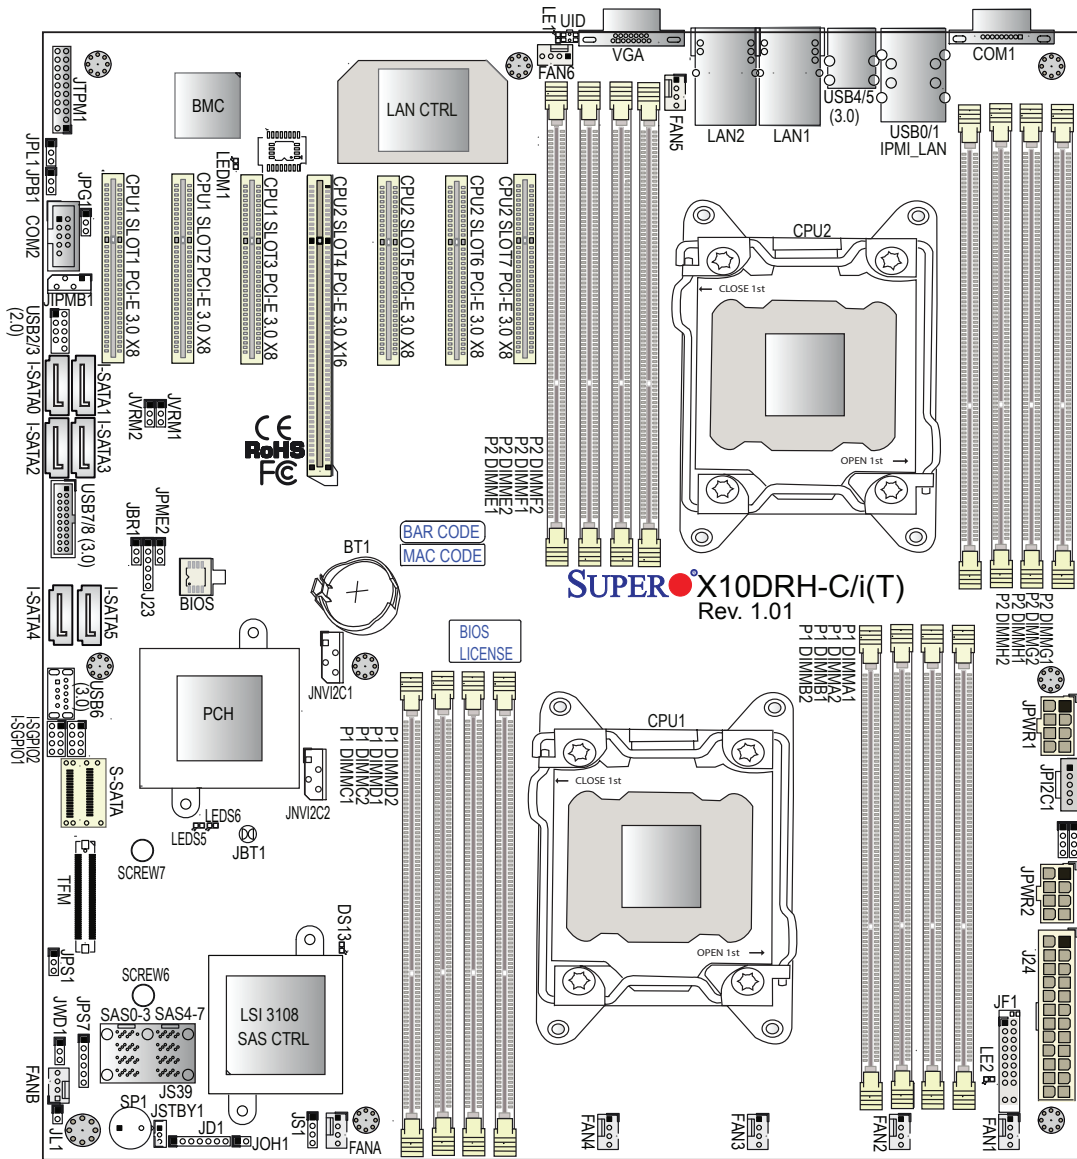 LE1
UID
VGA
COM1
FAN6
JTPM1
BMC
LAN CTRL
FAN5
LAN2
LAN1
USB4/5
(3.0)
USB0/1
IPMI_LAN
JPL1
JPB1
JPG1
LEDM1
COM2
JIPMB1
CPU1 SLOT1 PCI-E 3.0 X8
CPU1 SLOT2 PCI-E 3.0 X8
CPU1 SLOT3 PCI-E 3.0 X8
CPU2 SLOT4 PCI-E 3.0 X16
CPU2 SLOT5 PCI-E 3.0 X8
CPU2 SLOT6 PCI-E 3.0 X8
CPU2 SLOT7 PCI-E 3.0 X8
CPU2
← CLOSE 1st
OPEN 1st →
USB2/3
(2.0)
I-SATA0
I-SATA1
I-SATA2
I-SATA3
JVRM2
JVRM1
CE
RoHS
FC
P2 DIMME1
P2 DIMME2
P2 DIMMF1
P2 DIMMF2
USB7/8 (3.0)
JBR1
JPME2
J23
BIOS
BAR CODE
MAC CODE
BT1
SUPER X10DRH-C/i(T)
Rev. 1.01
BIOS
LICENSE
P2 DIMMH2
P2 DIMMH1
P2 DIMMG2
P2 DIMMG1
P1 DIMMB2
P1 DIMMB1
P1 DIMMA2
P1 DIMMA1
I-SATA4
I-SATA5
USB6
(3.0)
I-SGPIO1
I-SGPIO2
S-SATA
PCH
JNVI2C1
JNVI2C2
P1 DIMMC1
P1 DIMMC2
P1 DIMMD1
P1 DIMMD2
CPU1
← CLOSE 1st
OPEN 1st →
JPWR1
JPI2C1
JPWR2
J24
LEDS5
LEDS6
JBT1
SCREW7
TFM
DS13
JPS1
SCREW6
SAS0-3 SAS4-7
JWD1
JPS7
LSI 3108
SAS CTRL
JS39
FANB
JL1
SP1
JSTBY1
JD1
JOH1
JS1
FANA
FAN4
FAN3
FAN2
FAN1
JF1
LE2